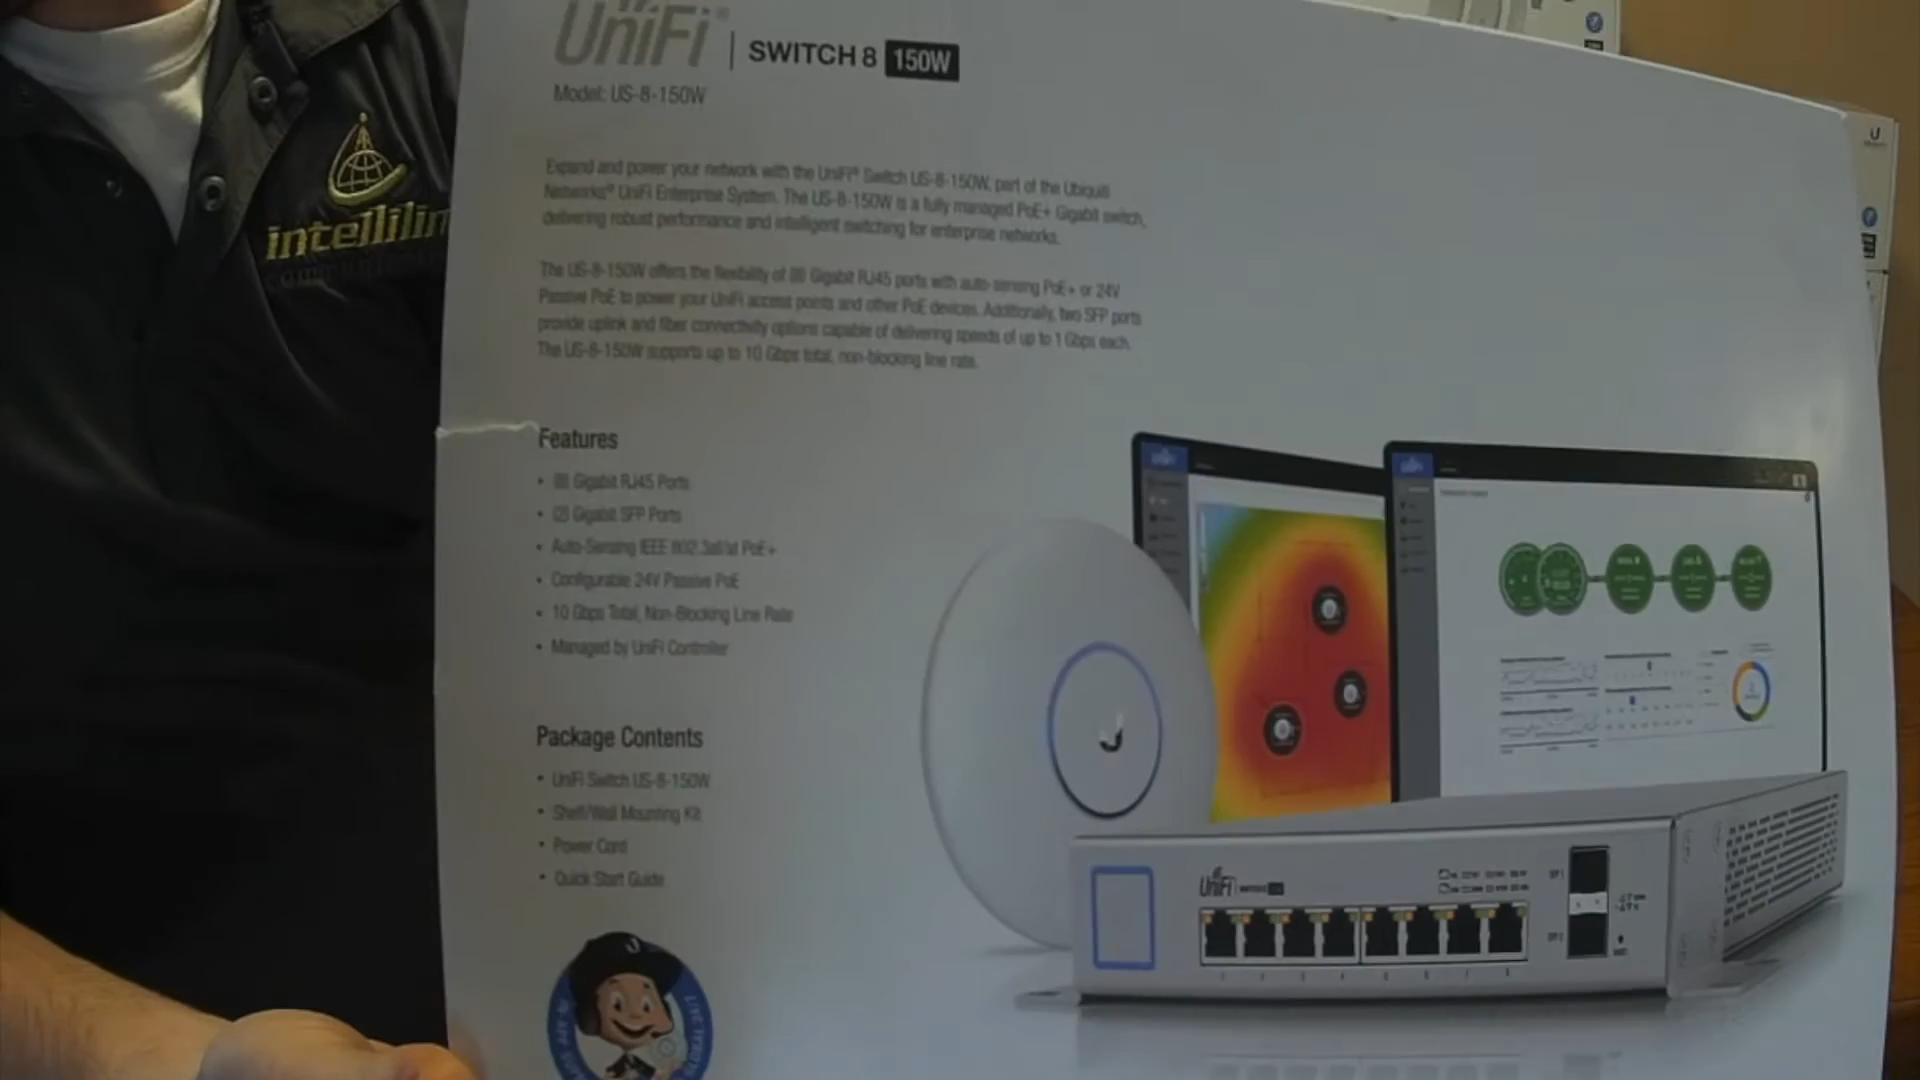 UniFi® | SWITCH 8 150W
Model: US-8-150W
intellilin
Expand and power your network with the UniFi® Switch US-8-150W, part of the Ubiquiti
Networks® UniFi Enterprise System. The US-8-150W is a fully managed PoE+ Gigabit switch,
delivering robust performance and intelligent switching for enterprise networks.
The US-8-150W offers the flexibility of (8) Gigabit RJ45 ports with auto-sensing PoE+ or 24V
Passive PoE to power your UniFi access points and other PoE devices. Additionally, two SFP ports
provide uplink and fiber connectivity options capable of delivering speeds of up to 1 Gbps each.
The US-8-150W supports up to 10 Gbps total, non-blocking line rate.
Features
• (8) Gigabit RJ45 Ports
• (2) Gigabit SFP Ports
• Auto-Sensing IEEE 802.3af/at PoE+
• Configurable 24V Passive PoE
• 10 Gbps Total, Non-Blocking Line Rate
• Managed by UniFi Controller
Package Contents
• UniFi Switch US-8-150W
• Shelf/Wall Mounting Kit
• Power Cord
• Quick Start Guide
UniFi